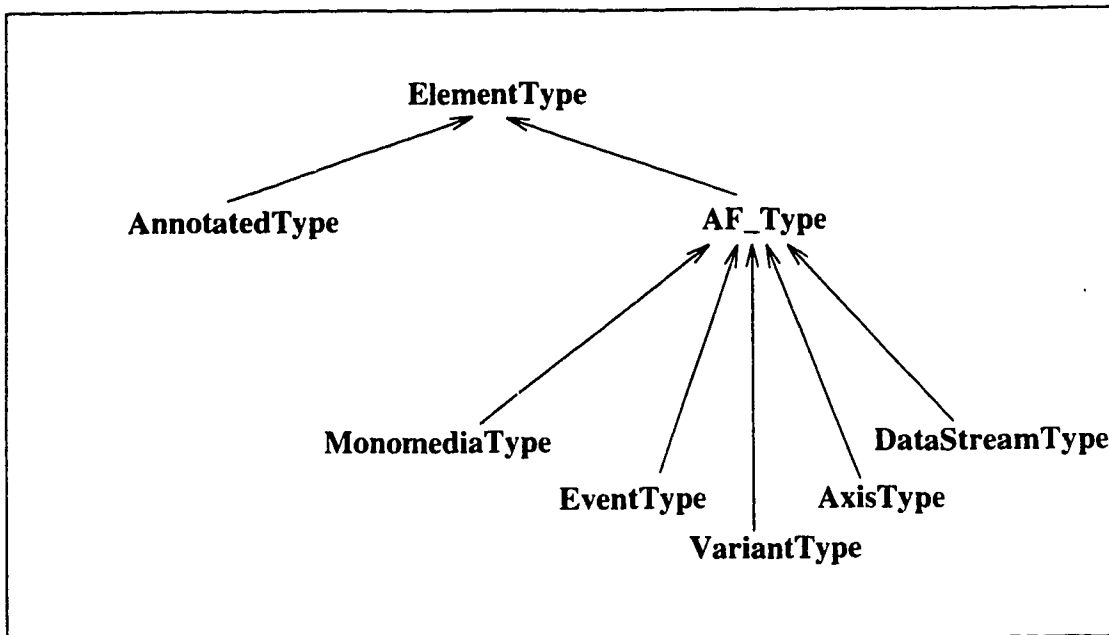 ElementType
AnnotatedType
AF_Type
MonomediaType
DataStreamType
EventType
AxisType
VariantType